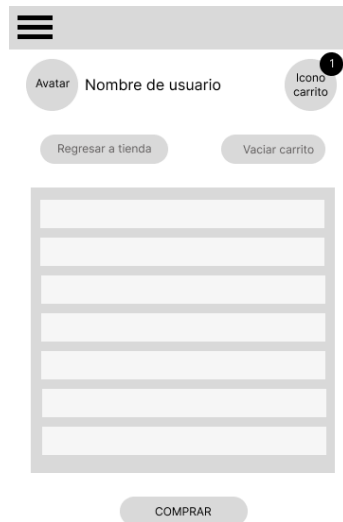 1
Avatar
Nombre de usuario
Icono
carrito
Regresar a tienda
Vaciar carrito
COMPRAR